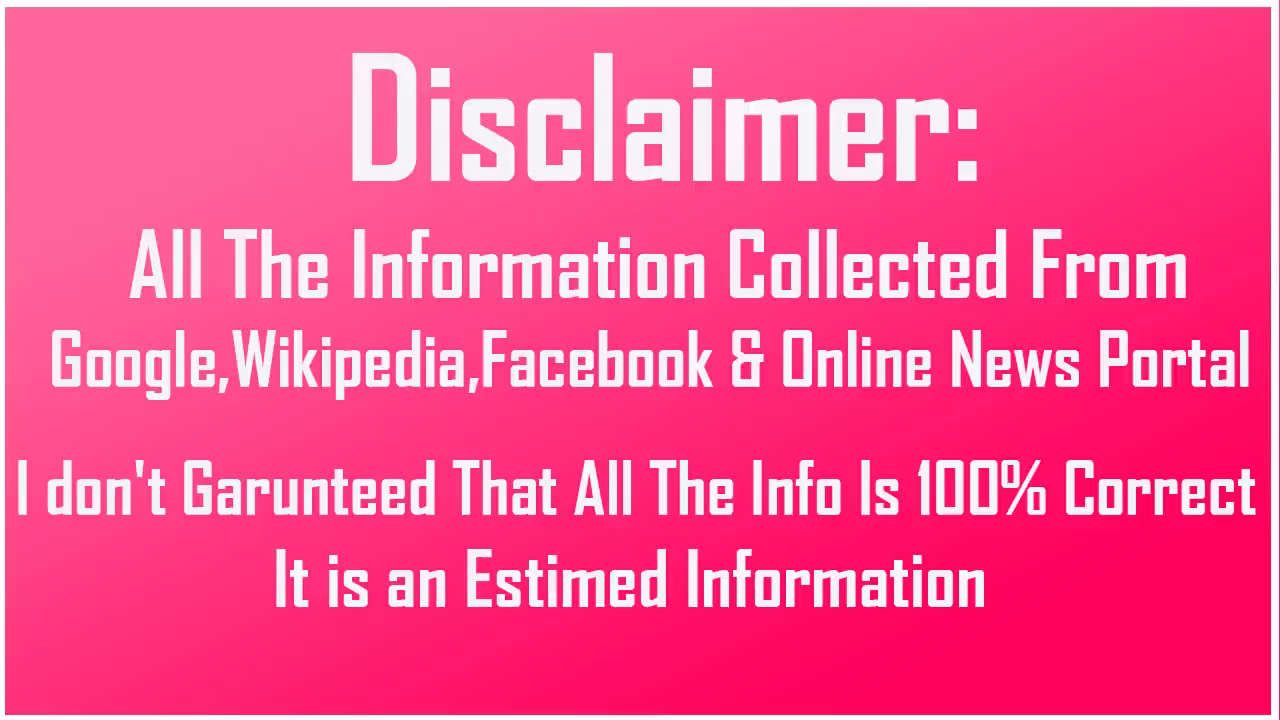 Disclaimer:
All The Information Collected From
Google,Wikipedia,Facebook & Online News Portal
I don't Garunteed That All The Info Is 100% Correct
It is an Estimed Information